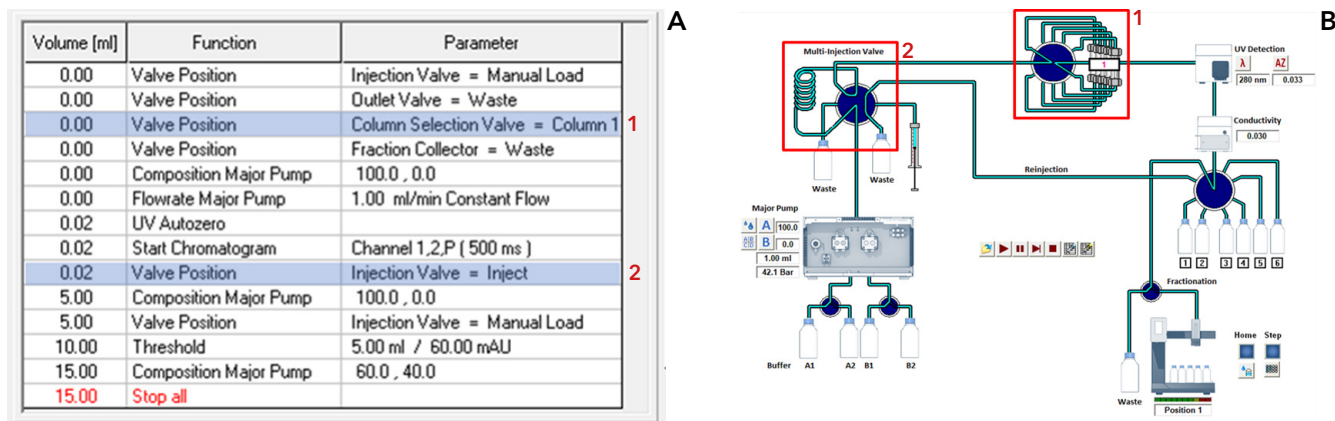 A
Volume [ml] Function Parameter
0.00 Valve Position Injection Valve = Manual Load
0.00 Valve Position Outlet Valve = Waste
0.00 Valve Position Column Selection Valve = Column 1 1
0.00 Valve Position Fraction Collector = Waste
0.00 Composition Major Pump 100.0 , 0.0
0.00 Flowrate Major Pump 1.00 ml/min Constant Flow
0.02 UV Autozero
0.02 Start Chromatogram Channel 1,2,P ( 500 ms )
0.02 Valve Position Injection Valve = Inject 2
5.00 Composition Major Pump 100.0 , 0.0
5.00 Valve Position Injection Valve = Manual Load
10.00 Threshold 5.00 ml / 60.00 mAU
15.00 Composition Major Pump 60.0 , 40.0
15.00 Stop all
B
1
Multi-Injection Valve 2
1
UV Detection
λ AZ
280 nm 0.033
Conductivity
0.030
Waste Waste
Reinjection
Major Pump
A 100.0
B 0.0
1.00 ml
42.1 Bar
1 2 3 4 5 6
Fractionation
Buffer A1 A2 B1 B2
Home Step
Waste
Position 1